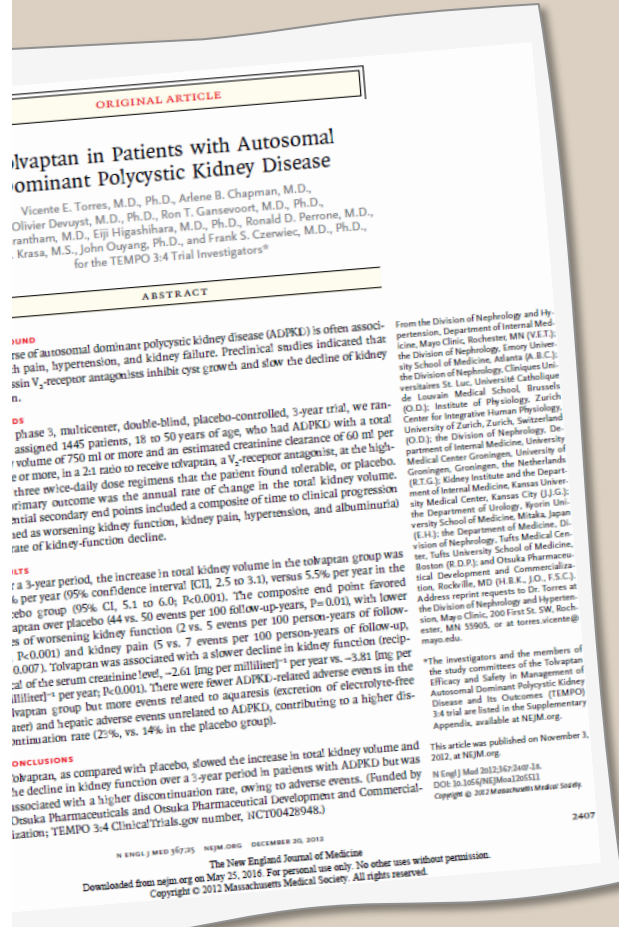 ORIGINAL ARTICLE
lvaptan in Patients with Autosomal
ominant Polycystic Kidney Disease
Vicente E. Torres, M.D., Ph.D., Arlene B. Chapman, M.D.,
Olivier Devuyst, M.D., Ph.D., Ron T. Gansevoort, M.D., Ph.D.,
rantham, M.D., Eiji Higashihara, M.D., Ph.D., Ronald D. Perrone, M.D.,
. Krasa, M.S., John Ouyang, Ph.D., and Frank S. Czerwiec, M.D., Ph.D.,
for the TEMPO 3:4 Trial Investigators*
ABSTRACT
OUND
rse of autosomal dominant polycystic kidney disease (ADPKD) is often associ-
h pain, hypertension, and kidney failure. Preclinical studies indicated that
ssin V₂-receptor antagonists inhibit cyst growth and slow the decline of kidney
n.
DS
phase 3, multicenter, double-blind, placebo-controlled, 3-year trial, we ran-
assigned 1445 patients, 18 to 50 years of age, who had ADPKD with a total
volume of 750 ml or more and an estimated creatinine clearance of 60 ml per
e or more, in a 2:1 ratio to receive tolvaptan, a V₂-receptor antagonist, at the high-
three twice-daily dose regimens that the patient found tolerable, or placebo.
rimary outcome was the annual rate of change in the total kidney volume.
ntial secondary end points included a composite of time to clinical progression
ned as worsening kidney function, kidney pain, hypertension, and albuminuria)
rate of kidney-function decline.
ULTS
r a 3-year period, the increase in total kidney volume in the tolvaptan group was
% per year (95% confidence interval [CI], 2.5 to 3.1), versus 5.5% per year in the
ebo group (95% CI, 5.1 to 6.0; P<0.001). The composite end point favored
vaptan over placebo (44 vs. 50 events per 100 follow-up-years, P=0.01), with lower
es of worsening kidney function (2 vs. 5 events per 100 person-years of follow-
P<0.001) and kidney pain (5 vs. 7 events per 100 person-years of follow-up,
0.007). Tolvaptan was associated with a slower decline in kidney function (recip-
cal of the serum creatinine level, −2.61 [mg per milliliter]⁻¹ per year vs. −3.81 [mg per
illiliter]⁻¹ per year; P<0.001). There were fewer ADPKD-related adverse events in the
lvaptan group but more events related to aquaresis (excretion of electrolyte-free
ater) and hepatic adverse events unrelated to ADPKD, contributing to a higher dis-
ontinuation rate (23%, vs. 14% in the placebo group).
ONCLUSIONS
olvaptan, as compared with placebo, slowed the increase in total kidney volume and
he decline in kidney function over a 3-year period in patients with ADPKD but was
associated with a higher discontinuation rate, owing to adverse events. (Funded by
Otsuka Pharmaceuticals and Otsuka Pharmaceutical Development and Commercial-
ization; TEMPO 3:4 ClinicalTrials.gov number, NCT00428948.)
From the Division of Nephrology and Hy-
pertension, Department of Internal Med-
icine, Mayo Clinic, Rochester, MN (V.E.T.);
the Division of Nephrology, Emory Univer-
sity School of Medicine, Atlanta (A.B.C.);
the Division of Nephrology, Cliniques Uni-
versitaires St. Luc, Université Catholique
de Louvain Medical School, Brussels
(O.D.); Institute of Physiology, Zurich
Center for Integrative Human Physiology,
University of Zurich, Zurich, Switzerland
(O.D.); the Division of Nephrology, De-
partment of Internal Medicine, University
Medical Center Groningen, University of
Groningen, Groningen, the Netherlands
(R.T.G.); Kidney Institute and the Depart-
ment of Internal Medicine, Kansas Univer-
sity Medical Center, Kansas City (J.J.G.);
the Department of Urology, Kyorin Uni-
versity School of Medicine, Mitaka, Japan
(E.H.); the Department of Medicine, Di-
vision of Nephrology, Tufts Medical Cen-
ter, Tufts University School of Medicine,
Boston (R.D.P.); and Otsuka Pharmaceu-
tical Development and Commercializa-
tion, Rockville, MD (H.B.K., J.O., F.S.C.).
Address reprint requests to Dr. Torres at
the Division of Nephrology and Hyperten-
sion, Mayo Clinic, 200 First St. SW, Roch-
ester, MN 55905, or at torres.vicente@
mayo.edu.
*The investigators and the members of
the study committees of the Tolvaptan
Efficacy and Safety in Management of
Autosomal Dominant Polycystic Kidney
Disease and Its Outcomes (TEMPO)
3:4 trial are listed in the Supplementary
Appendix, available at NEJM.org.
This article was published on November 3,
2012, at NEJM.org.
N Engl J Med 2012;367:2407-18.
DOI: 10.1056/NEJMoa1205511
Copyright © 2012 Massachusetts Medical Society.
N ENGL J MED 367;25 NEJM.ORG DECEMBER 20, 2012
2407
The New England Journal of Medicine
Downloaded from nejm.org on May 25, 2016. For personal use only. No other uses without permission.
Copyright © 2012 Massachusetts Medical Society. All rights reserved.